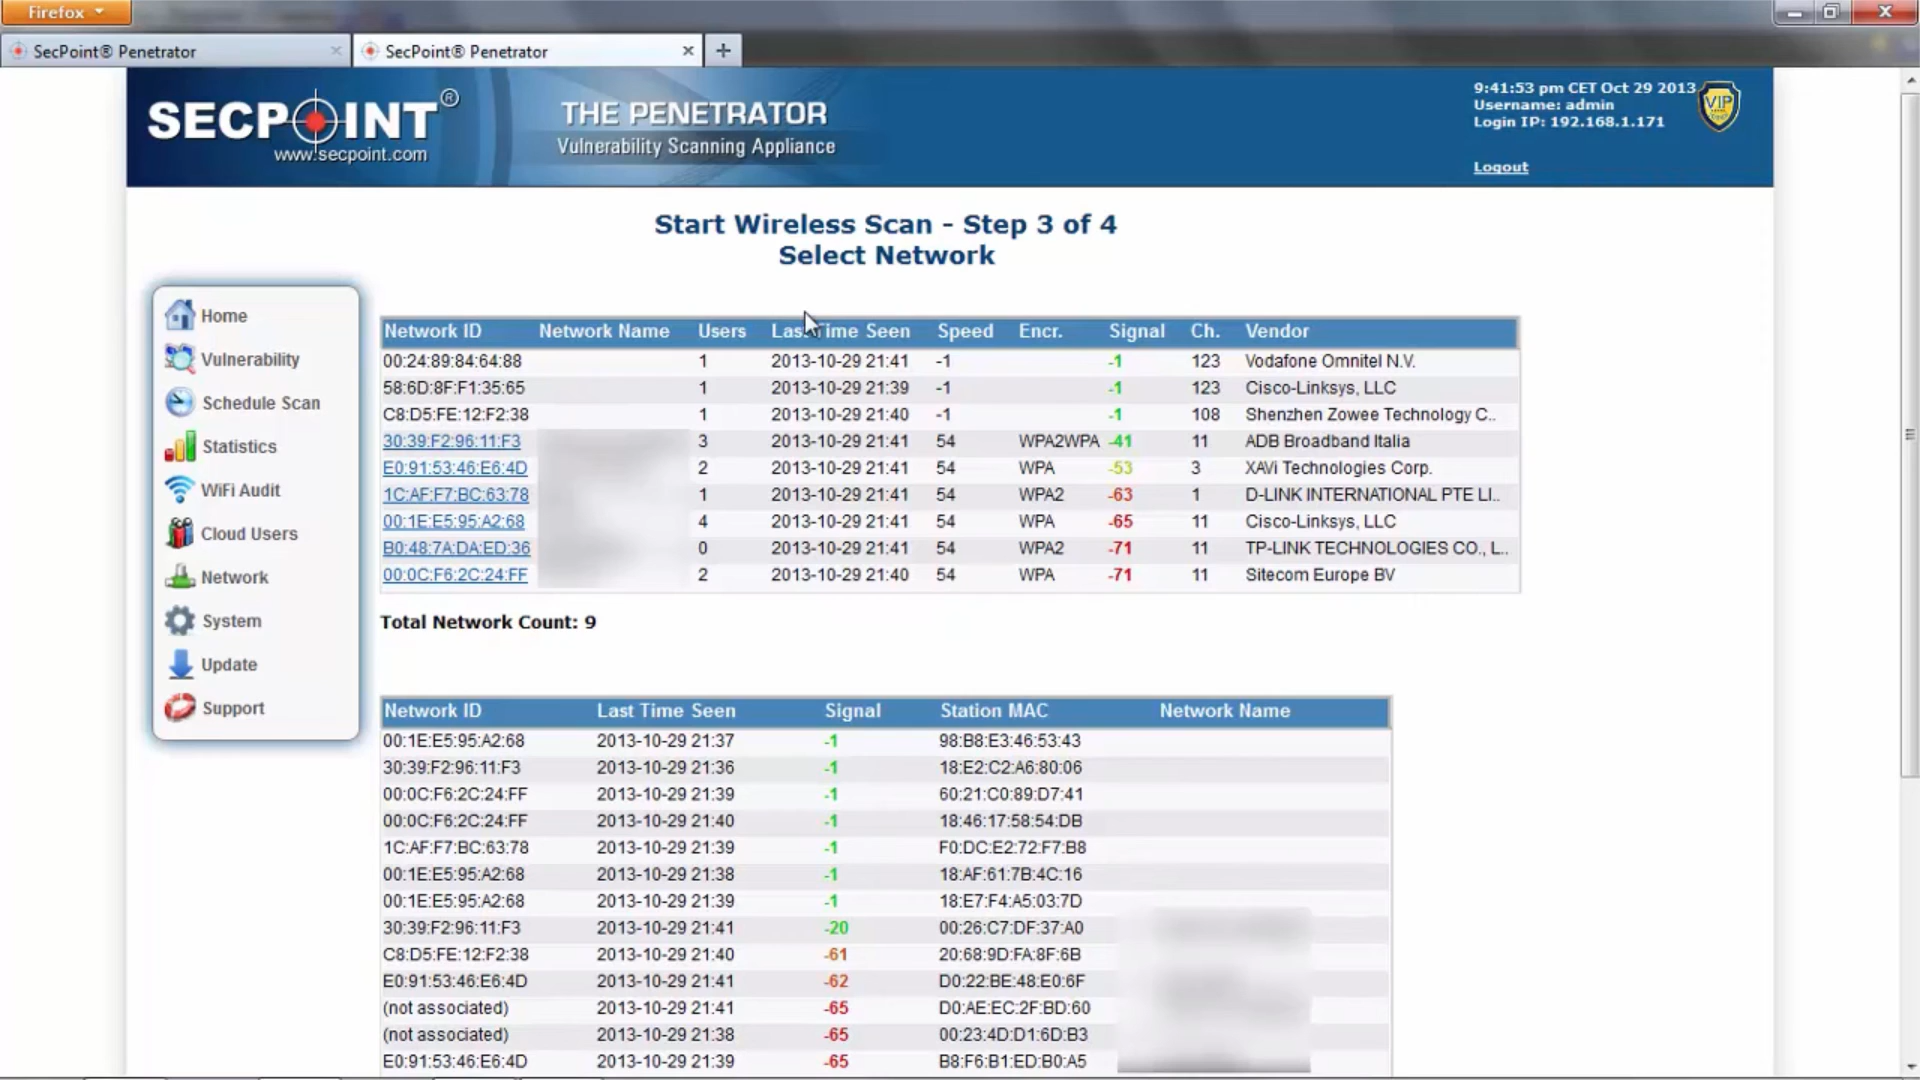 Firefox
SecPoint® Penetrator
SecPoint® Penetrator
SECPOINT®
www.secpoint.com
THE PENETRATOR
Vulnerability Scanning Appliance
9:41:53 pm CET Oct 29 2013
Username: admin
Login IP: 192.168.1.171
VIP
Logout
Start Wireless Scan - Step 3 of 4
Select Network
Home
Vulnerability
Schedule Scan
Statistics
WiFi Audit
Cloud Users
Network
System
Update
Support
Network ID Network Name Users Last Time Seen Speed Encr. Signal Ch. Vendor
00:24:89:84:64:88 1 2013-10-29 21:41 -1 -1 123 Vodafone Omnitel N.V.
58:6D:8F:F1:35:65 1 2013-10-29 21:39 -1 -1 123 Cisco-Linksys, LLC
C8:D5:FE:12:F2:38 1 2013-10-29 21:40 -1 -1 108 Shenzhen Zowee Technology C..
30:39:F2:96:11:F3 3 2013-10-29 21:41 54 WPA2WPA -41 11 ADB Broadband Italia
E0:91:53:46:E6:4D 2 2013-10-29 21:41 54 WPA -53 3 XAVi Technologies Corp.
1C:AF:F7:BC:63:78 1 2013-10-29 21:41 54 WPA2 -63 1 D-LINK INTERNATIONAL PTE LI..
00:1E:E5:95:A2:68 4 2013-10-29 21:41 54 WPA -65 11 Cisco-Linksys, LLC
B0:48:7A:DA:ED:36 0 2013-10-29 21:41 54 WPA2 -71 11 TP-LINK TECHNOLOGIES CO., L..
00:0C:F6:2C:24:FF 2 2013-10-29 21:40 54 WPA -71 11 Sitecom Europe BV
Total Network Count: 9
Network ID Last Time Seen Signal Station MAC Network Name
00:1E:E5:95:A2:68 2013-10-29 21:37 -1 98:B8:E3:46:53:43
30:39:F2:96:11:F3 2013-10-29 21:36 -1 18:E2:C2:A6:80:06
00:0C:F6:2C:24:FF 2013-10-29 21:39 -1 60:21:C0:89:D7:41
00:0C:F6:2C:24:FF 2013-10-29 21:40 -1 18:46:17:58:54:DB
1C:AF:F7:BC:63:78 2013-10-29 21:39 -1 F0:DC:E2:72:F7:B8
00:1E:E5:95:A2:68 2013-10-29 21:38 -1 18:AF:61:7B:4C:16
00:1E:E5:95:A2:68 2013-10-29 21:39 -1 18:E7:F4:A5:03:7D
30:39:F2:96:11:F3 2013-10-29 21:41 -20 00:26:C7:DF:37:A0
C8:D5:FE:12:F2:38 2013-10-29 21:40 -61 20:68:9D:FA:8F:6B
E0:91:53:46:E6:4D 2013-10-29 21:41 -62 D0:22:BE:48:E0:6F
(not associated) 2013-10-29 21:41 -65 D0:AE:EC:2F:BD:60
(not associated) 2013-10-29 21:38 -65 00:23:4D:D1:6D:B3
E0:91:53:46:E6:4D 2013-10-29 21:39 -65 B8:F6:B1:ED:B0:A5